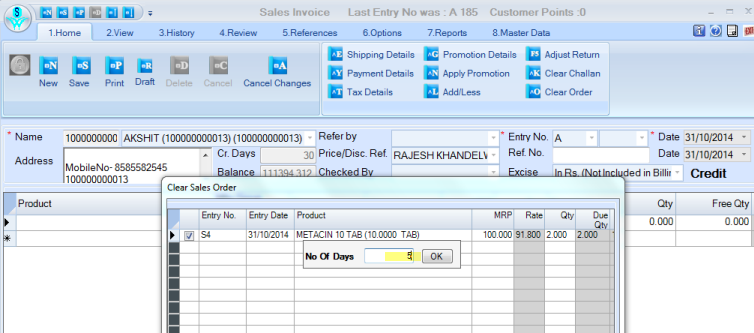 Sales Invoice Last Entry No was : A 185 Customer Points :0
N S P D
1.Home 2.View 3.History 4.Review 5.References 6.Options 7.Reports 8.Master Data
^E Shipping Details ^G Promotion Details F5 Adjust Return
^Y Payment Details ^N Apply Promotion ^K Clear Challan
^T Tax Details ^L Add/Less ^O Clear Order
New Save Print Draft Delete Cancel Cancel Changes
* Name 1000000000 AKSHIT (100000000013) (100000000013) Refer by * Entry No. A * Date 31/10/2014
Address MobileNo- 8585582545 Cr. Days 30 Price/Disc. Ref. RAJESH KHANDELW Ref. No. Date 31/10/2014
100000000013 Balance 111394.312 Checked By Excise In Rs. (Not Included in Billin Credit
Clear Sales Order
Product Qty Free Qty
0.000 0.000
Entry No. Entry Date Product MRP Rate Qty Due Qty
S4 31/10/2014 METACIN 10 TAB (10.0000 TAB) 100.000 91.800 2.000 2.000
No Of Days 5 OK